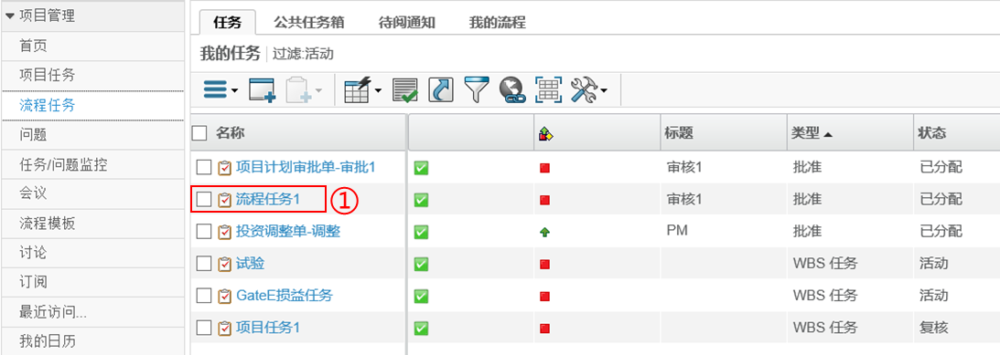 项目管理
首页
项目任务
流程任务
问题
任务/问题监控
会议
流程模板
讨论
订阅
最近访问...
我的日历
任务 公共任务箱 待阅通知 我的流程
我的任务 过滤:活动
名称 标题 类型 状态
项目计划审批单-审批1 审核1 批准 已分配
流程任务1 ① 审核1 批准 已分配
投资调整单-调整 PM 批准 已分配
试验 WBS 任务 活动
GateE损益任务 WBS 任务 活动
项目任务1 WBS 任务 复核